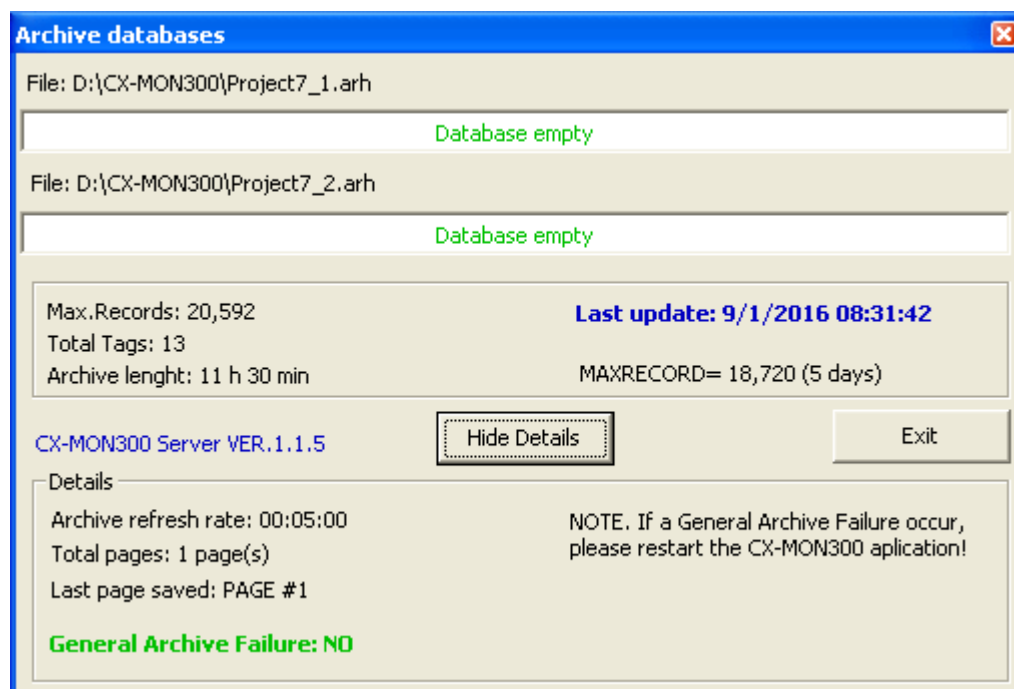 Archive databases
File: D:\CX-MON300\Project7_1.arh
Database empty
File: D:\CX-MON300\Project7_2.arh
Database empty
Max.Records: 20,592
Last update: 9/1/2016 08:31:42
Total Tags: 13
Archive lenght: 11 h 30 min
MAXRECORD= 18,720 (5 days)
CX-MON300 Server VER.1.1.5
Hide Details
Exit
Details
Archive refresh rate: 00:05:00
Total pages: 1 page(s)
Last page saved: PAGE #1
NOTE. If a General Archive Failure occur,
please restart the CX-MON300 aplication!
General Archive Failure: NO